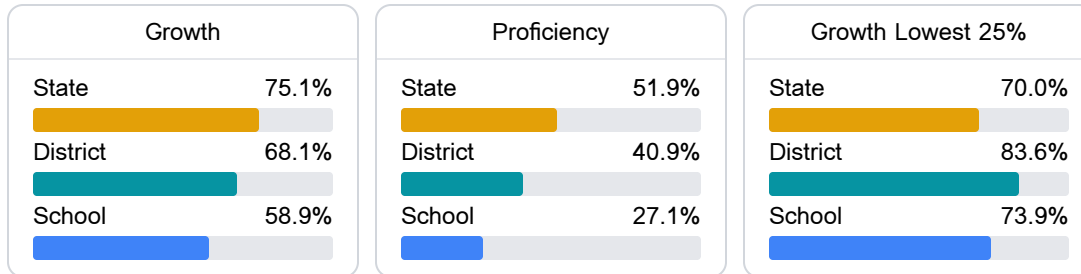 Growth
State 75.1%
District 68.1%
School 58.9%
Proficiency
State 51.9%
District 40.9%
School 27.1%
Growth Lowest 25%
State 70.0%
District 83.6%
School 73.9%